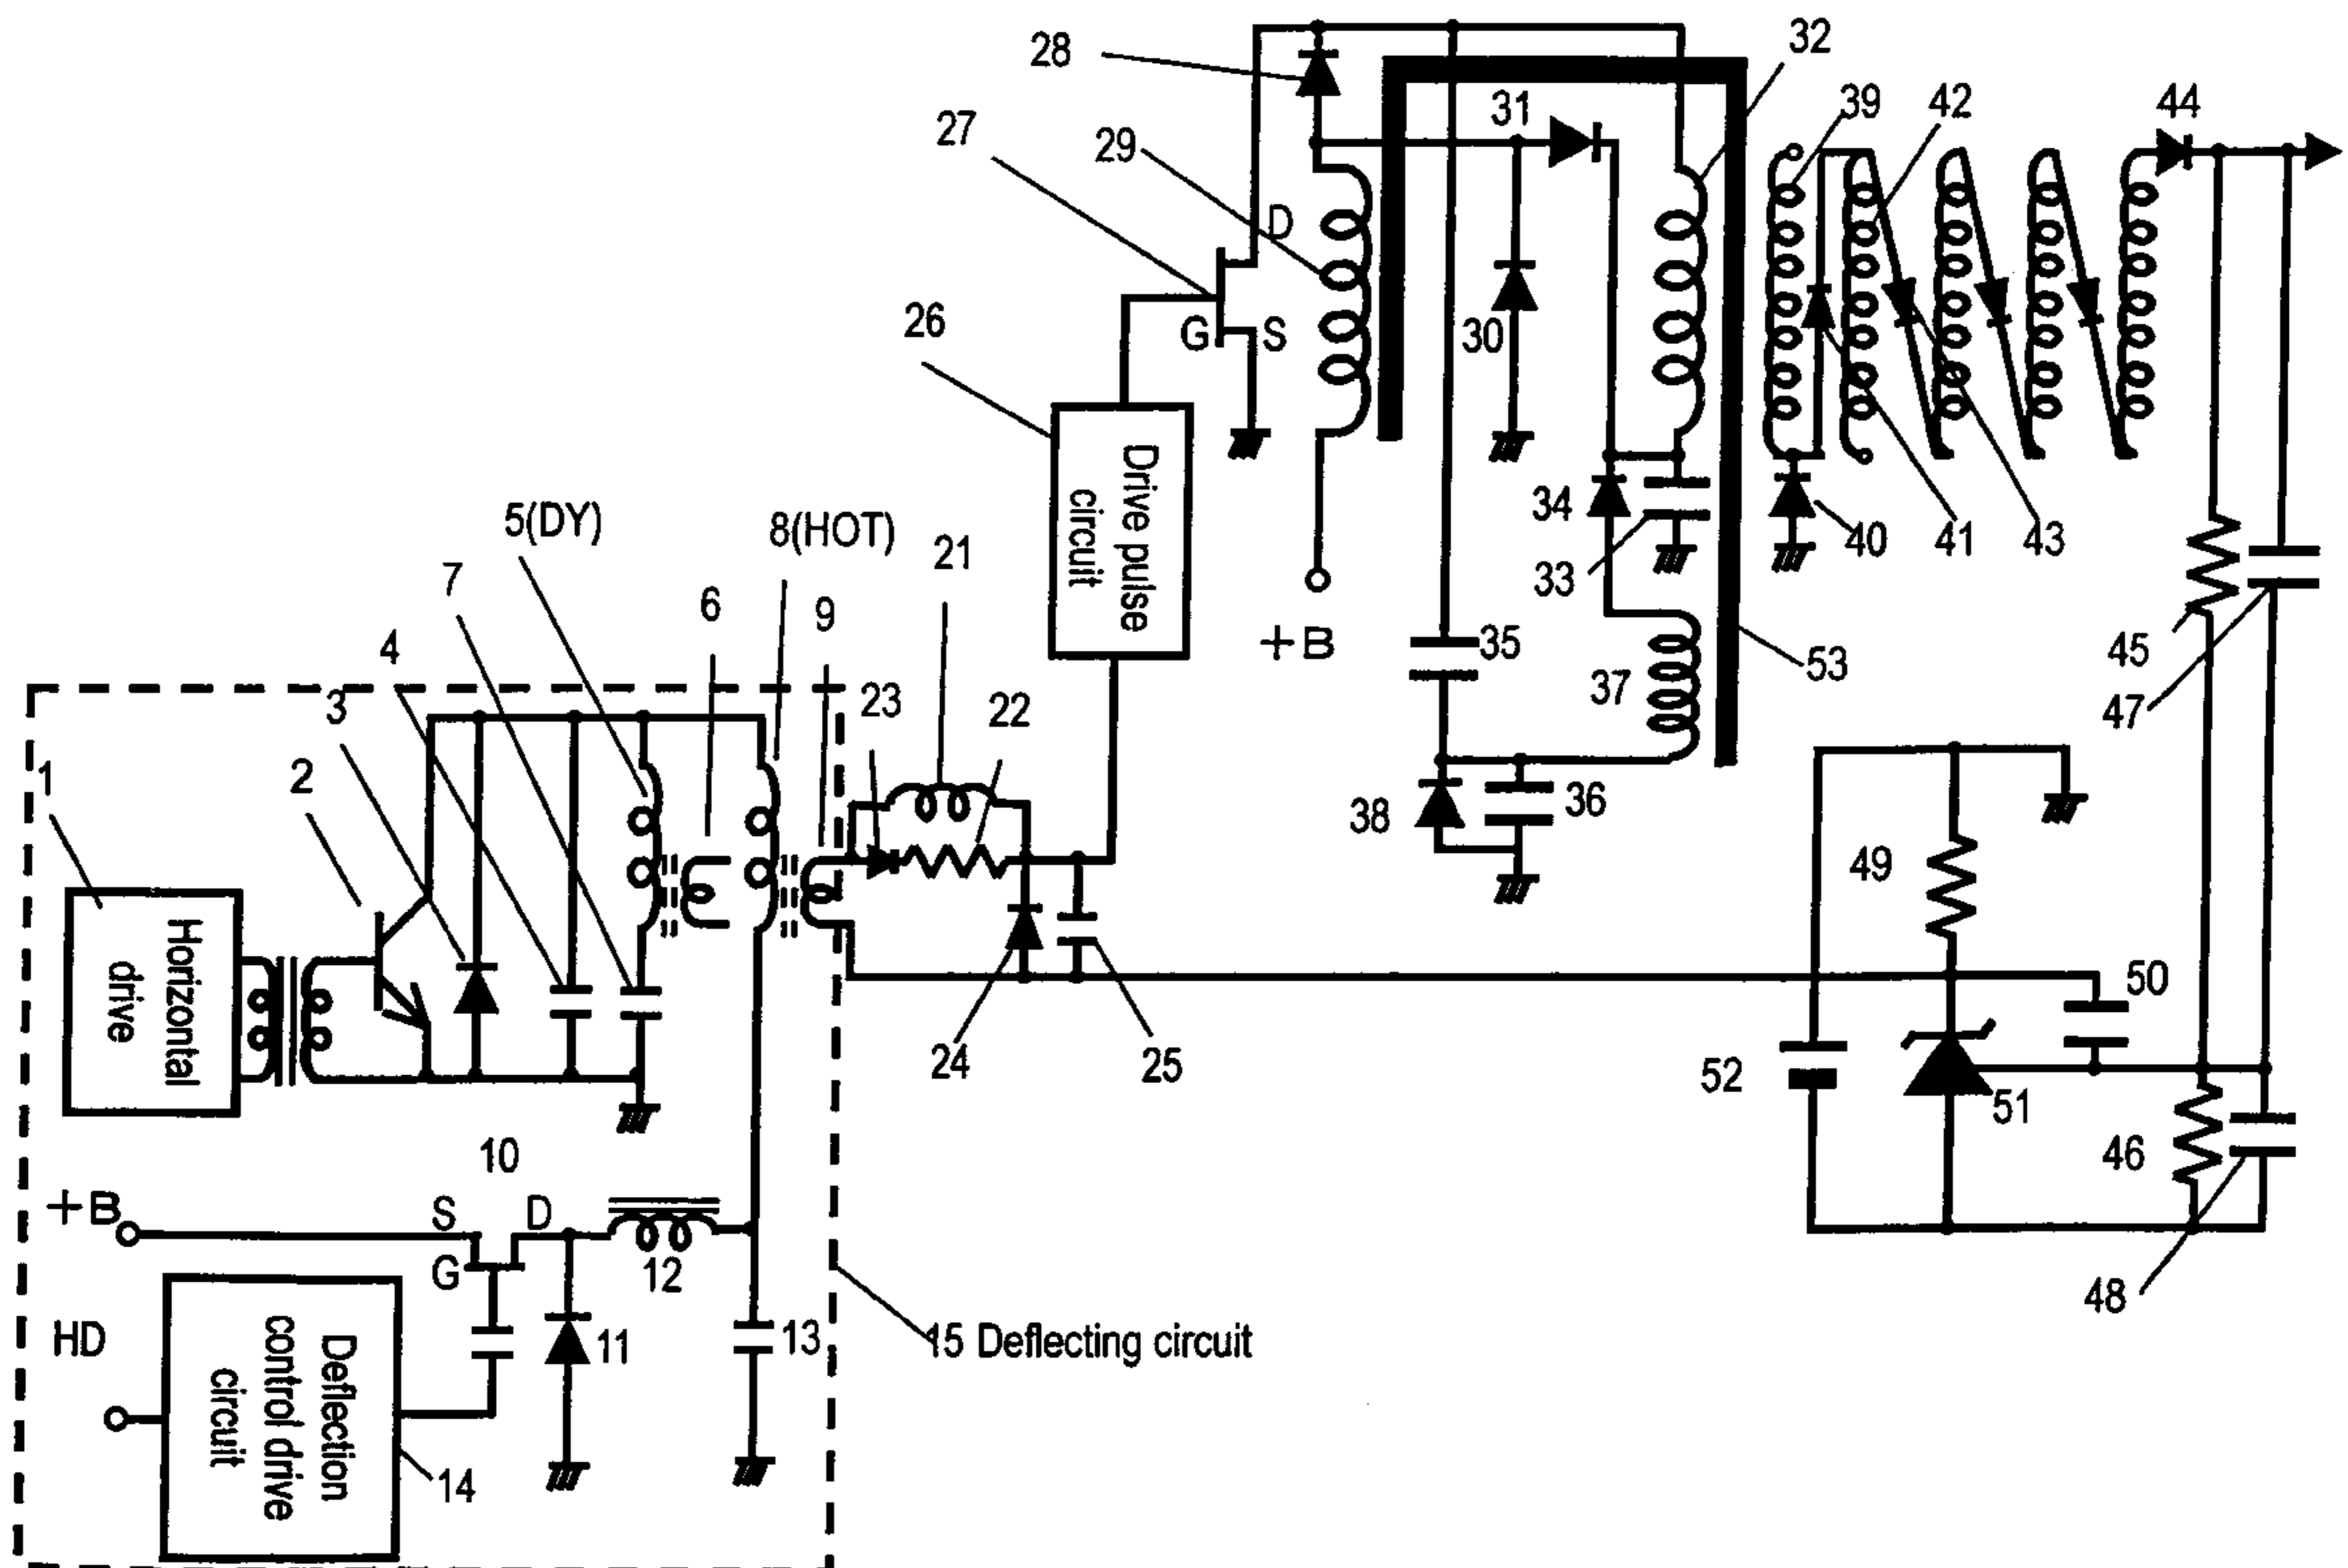 32
28
31
39
42
44
27
29
D
26
G
S
30
Drive pulse
circuit
34
33
40
41
43
5(DY)
8(HOT)
21
7
6
9
4
+B
35
37
53
45
47
3
23
22
1
2
38
36
49
Horizontal
drive
24
25
50
52
51
46
10
+B
S
D
G
12
48
HD
11
13
15 Deflecting circuit
Deflection
control drive
circuit
14